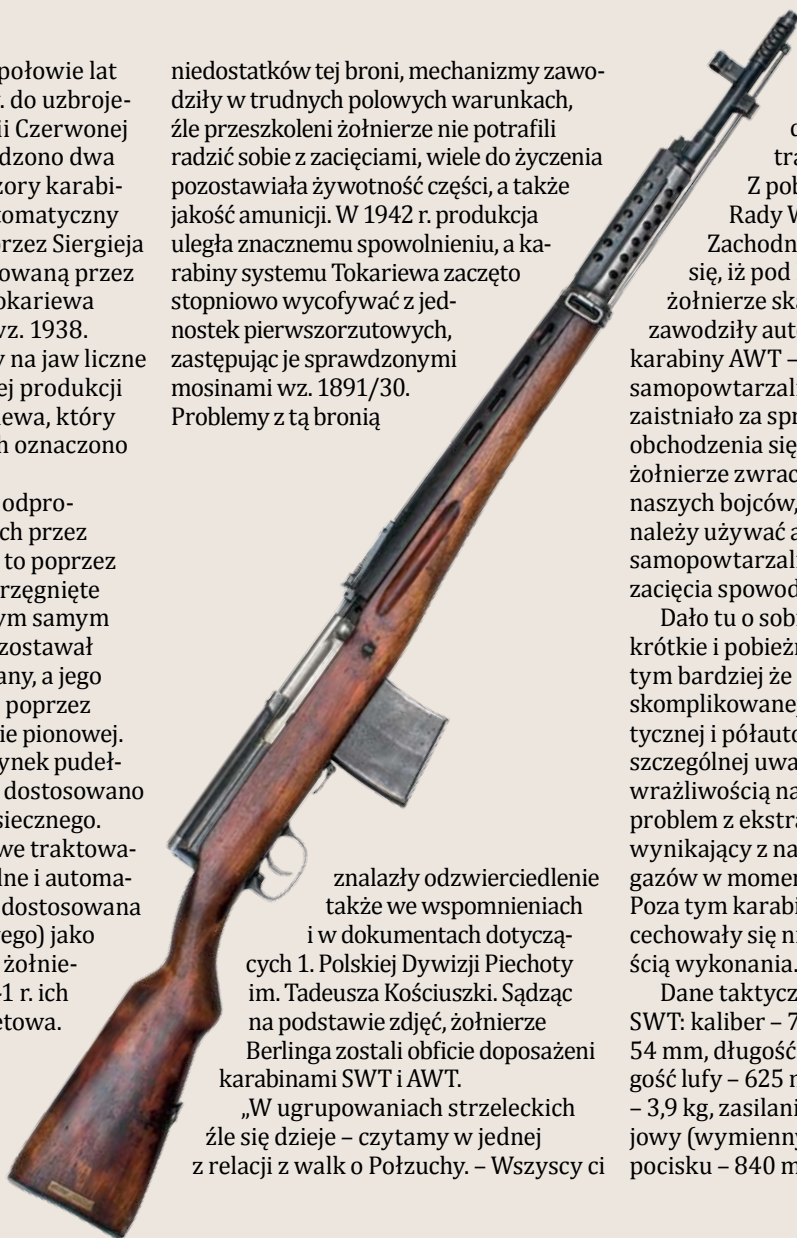 połowie lat
. do uzbroje-
ii Czerwonej
dzono dwa
zory karabi-
tomatyczny
rzez Siergieja
owaną przez
okariewa
wz. 1938.
y na jaw liczne
ej produkcji
iewa, który
h oznaczono
odpro-
ch przez
to poprzez
rzęgnięte
ym samym
zostawał
any, a jego
poprzez
ie pionowej.
ynek pudeł-
dostosowano
siecznego.
we traktowa-
lne i automa-
dostosowana
ego) jako
żołnie-
1 r. ich
etowa.
niedostatków tej broni, mechanizmy zawo-
dziły w trudnych polowych warunkach,
źle przeszkoleni żołnierze nie potrafili
radzić sobie z zacięciami, wiele do życzenia
pozostawiała żywotność części, a także
jakość amunicji. W 1942 r. produkcja
uległa znacznemu spowolnieniu, a ka-
rabiny systemu Tokariewa zaczęto
stopniowo wycofywać z jed-
nostek pierwszorzutowych,
zastępując je sprawdzonymi
mosinami wz. 1891/30.
Problemy z tą bronią
znalazły odzwierciedlenie
także we wspomnieniach
i w dokumentach dotyczą-
cych 1. Polskiej Dywizji Piechoty
im. Tadeusza Kościuszki. Sądząc
na podstawie zdjęć, żołnierze
Berlinga zostali obficie doposażeni
karabinami SWT i AWT.
„W ugrupowaniach strzeleckich
źle się dzieje – czytamy w jednej
z relacji z walk o Połzuchy. – Wszyscy ci
tra
Z pob
Rady W
Zachodn
się, iż pod
żołnierze ska
zawodziły auto
karabiny AWT –
samopowtarzaln
zaistniało za spr
obchodzenia się
żołnierze zwrac
naszych bojców,
należy używać a
samopowtarzaln
zacięcia spowod
Dało tu o sobi
krótkie i pobieżn
tym bardziej że
skomplikowanej
tycznej i półauto
szczególnej uwa
wrażliwością na
problem z ekstra
wynikający z na
gazów w momen
Poza tym karabi
cechowały się ni
ścią wykonania.
Dane taktyczn
SWT: kaliber – 7
54 mm, długość
gość lufy – 625 m
– 3,9 kg, zasilani
jowy (wymienny
pocisku – 840 m